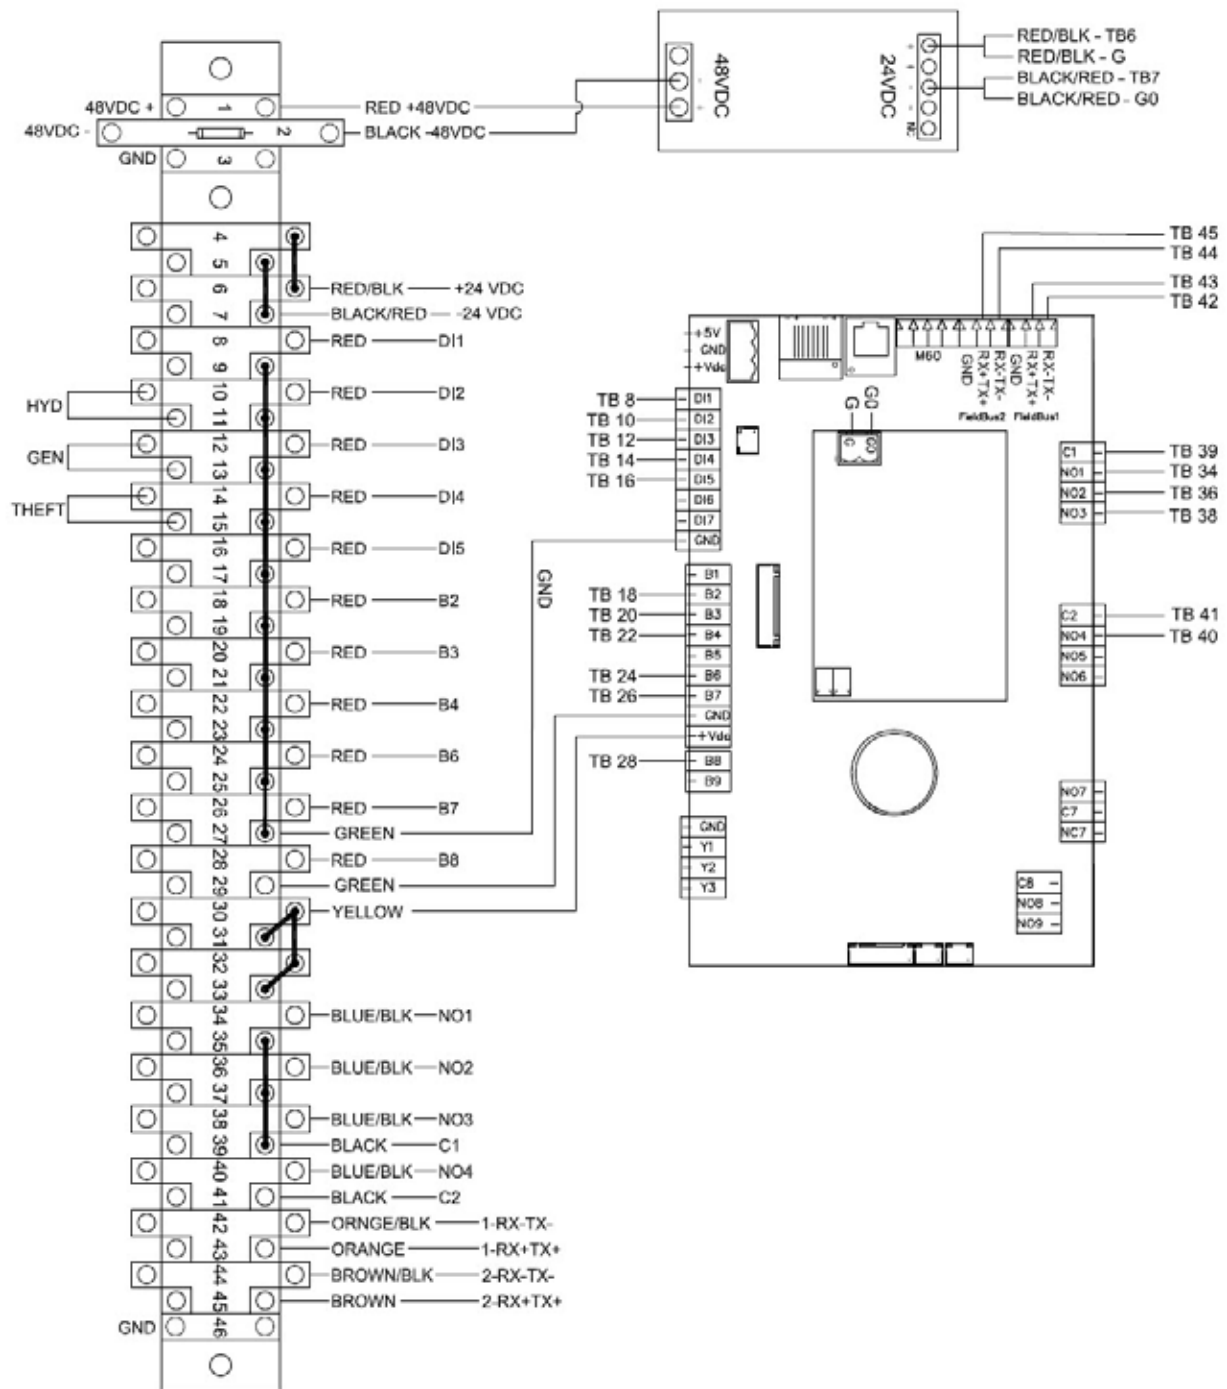 48VDC +
1
RED +48VDC
48VDC -
2
BLACK -48VDC
GND
3
48VDC
24VDC
+
+
-
-
NC
RED/BLK - TB6
RED/BLK - G
BLACK/RED - TB7
BLACK/RED - G0
4
5
6 RED/BLK +24 VDC
7 BLACK/RED -24 VDC
8 RED DI1
9
10 RED DI2
HYD
11
12 RED DI3
GEN
13
14 RED DI4
THEFT
15
16 RED DI5
17
18 RED B2
19
20 RED B3
21
22 RED B4
23
24 RED B6
25
26 RED B7
27 GREEN
28 RED B8
29 GREEN
30 YELLOW
31
32
33
34 BLUE/BLK NO1
35
36 BLUE/BLK NO2
37
38 BLUE/BLK NO3
39 BLACK C1
40 BLUE/BLK NO4
41 BLACK C2
42 ORNGE/BLK 1-RX-TX-
43 ORANGE 1-RX+TX+
44 BROWN/BLK 2-RX-TX-
45 BROWN 2-RX+TX+
GND 46
GND
TB 45
TB 44
TB 43
TB 42
+5V
GND
+Vdc
M60
GND
RX+TX+
RX-TX-
GND
RX+TX+
RX-TX-
FieldBus2 FieldBus1
G
G0
G
G0
TB 8 DI1
TB 10 DI2
TB 12 DI3
TB 14 DI4
TB 16 DI5
DI6
DI7
GND
B1
TB 18 B2
TB 20 B3
TB 22 B4
B5
TB 24 B6
TB 26 B7
GND
+Vdc
TB 28 B8
B9
GND
Y1
Y2
Y3
C1 TB 39
NO1 TB 34
NO2 TB 36
NO3 TB 38
C2 TB 41
NO4 TB 40
NO5
NO6
NO7
C7
NC7
C8
NO8
NO9